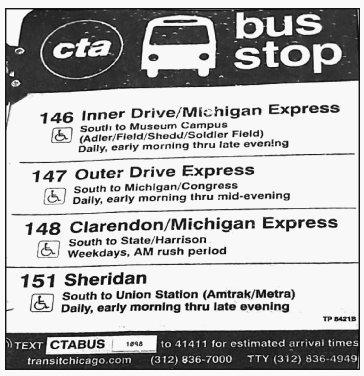 cta
bus
stop
146 Inner Drive/Michigan Express
South to Museum Campus
(Adler/Field/Shedd/Soldier Field)
Daily, early morning thru late evening
147 Outer Drive Express
South to Michigan/Congress
Daily, early morning thru mid-evening
148 Clarendon/Michigan Express
South to State/Harrison
Weekdays, AM rush period
151 Sheridan
South to Union Station (Amtrak/Metra)
Daily, early morning thru late evening
TP 8421B
TEXT CTABUS 1098 to 41411 for estimated arrival times
transitchicago.com (312) 836-7000 TTY (312) 836-4949